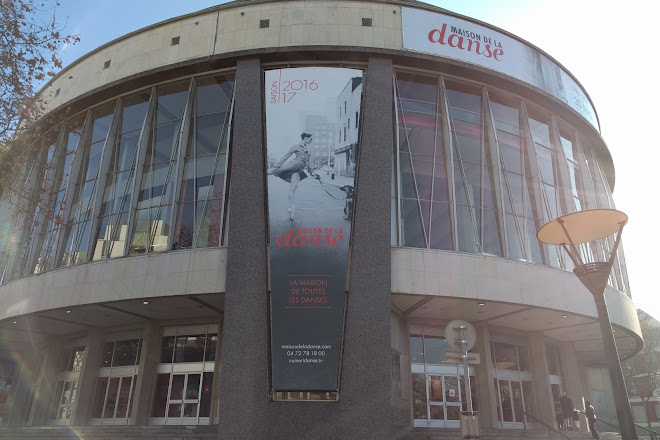 MAISON DE LA
danse
SAISON
2016
17
MAISON DE LA
danse
LA MAISON
DE TOUTES
LES DANSES
maisondeladanse.com
04 72 78 18 00
numeridanse.tv